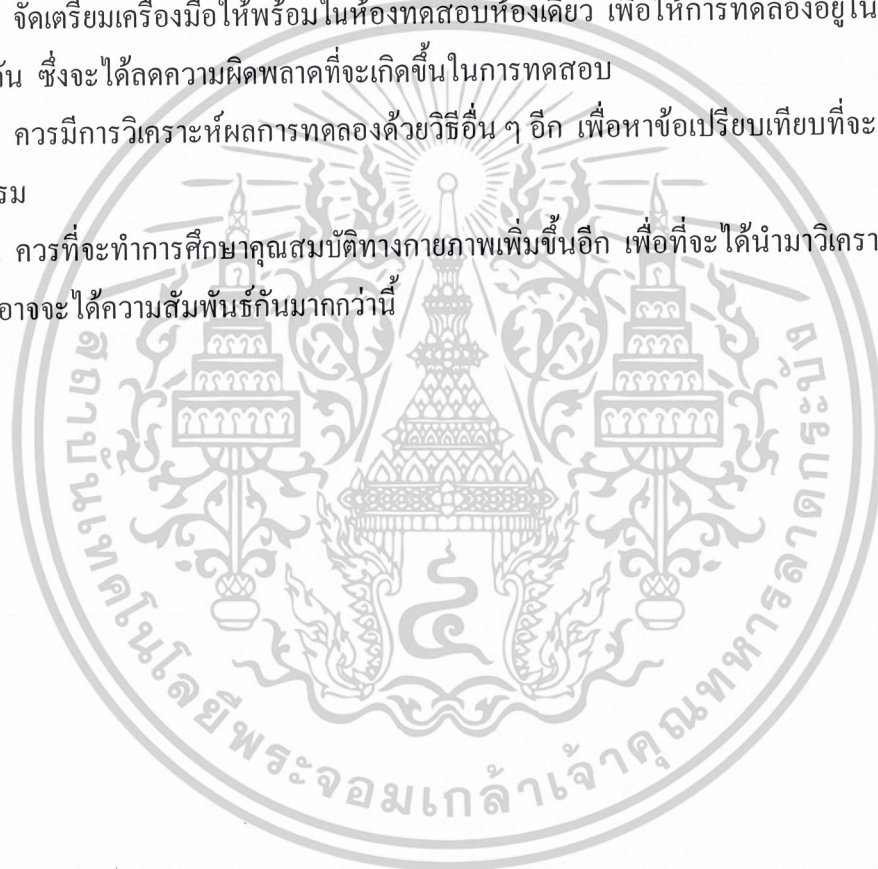 จัดเตรียมเครื่องมือให้พร้อมในห้องทดสอบห้องเดียว เพื่อให้การทดลองอยู่ใน
กัน ซึ่งจะได้ลดความผิดพลาดที่จะเกิดขึ้นในการทดสอบ
ควรมีการวิเคราะห์ผลการทดลองด้วยวิธีอื่น ๆ อีก เพื่อหาข้อเปรียบเทียบที่จะ
รม
ควรที่จะทำการศึกษาคุณสมบัติทางกายภาพเพิ่มขึ้นอีก เพื่อที่จะได้นำมาวิเครา
อาจจะได้ความสัมพันธ์กันมากกว่านี้
สถาบันเทคโนโลยีพระจอมเกล้าเจ้าคุณทหารลาดกระบัง